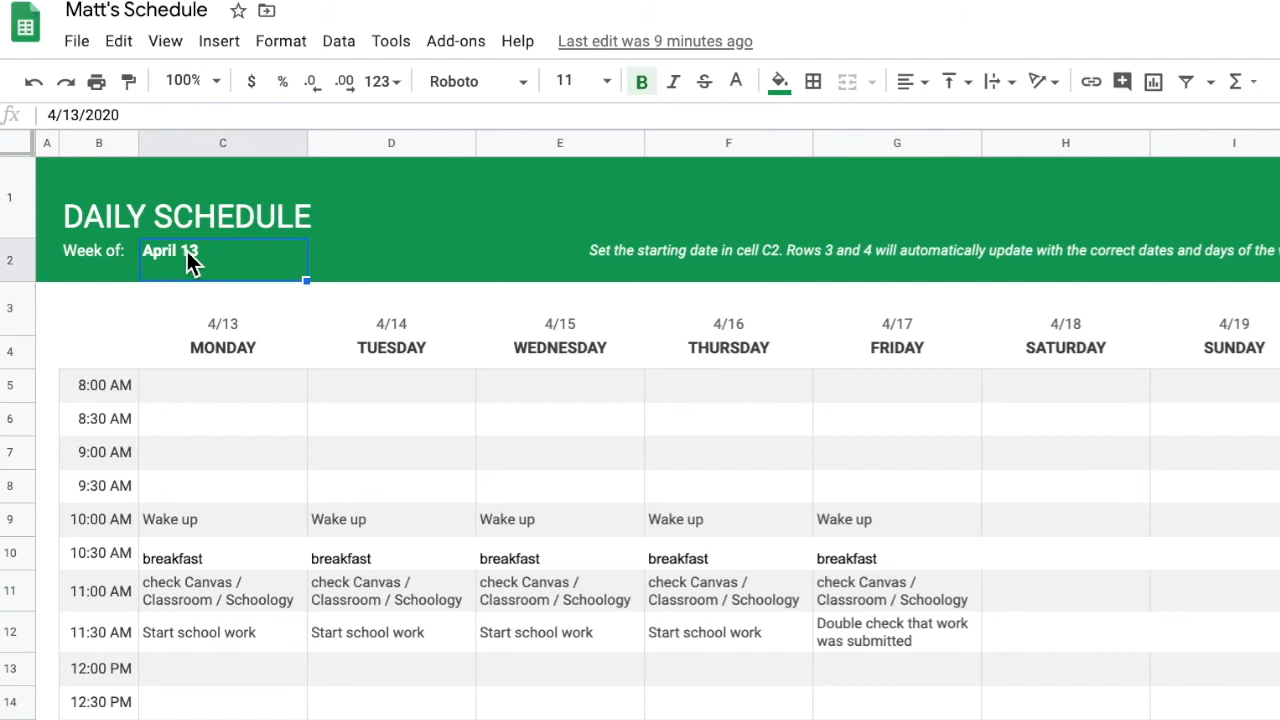 Matt's Schedule
File Edit View Insert Format Data Tools Add-ons Help Last edit was 9 minutes ago
100% $ % .0 .00 123 Roboto 11 B I S A Σ
fx 4/13/2020
A B C D E F G H I
1 DAILY SCHEDULE
2 Week of: April 13 Set the starting date in cell C2. Rows 3 and 4 will automatically update with the correct dates and days of the
3 4/13 4/14 4/15 4/16 4/17 4/18 4/19
4 MONDAY TUESDAY WEDNESDAY THURSDAY FRIDAY SATURDAY SUNDAY
5 8:00 AM
6 8:30 AM
7 9:00 AM
8 9:30 AM
9 10:00 AM Wake up Wake up Wake up Wake up Wake up
10 10:30 AM breakfast breakfast breakfast breakfast breakfast
11 11:00 AM check Canvas / Classroom / Schoology check Canvas / Classroom / Schoology check Canvas / Classroom / Schoology check Canvas / Classroom / Schoology check Canvas / Classroom / Schoology
12 11:30 AM Start school work Start school work Start school work Start school work Double check that work was submitted
13 12:00 PM
14 12:30 PM